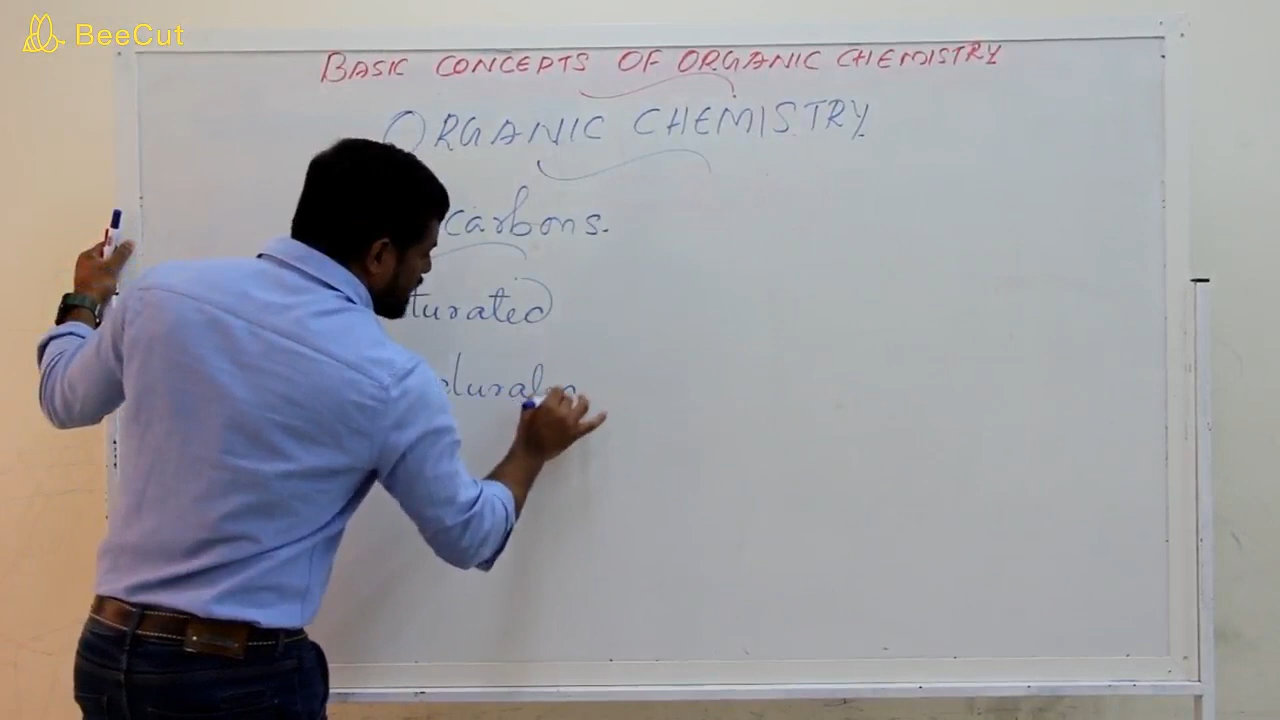 BeeCut
BASIC CONCEPTS OF ORGANIC CHEMISTRY
ORGANIC CHEMISTRY
carbons.
turated